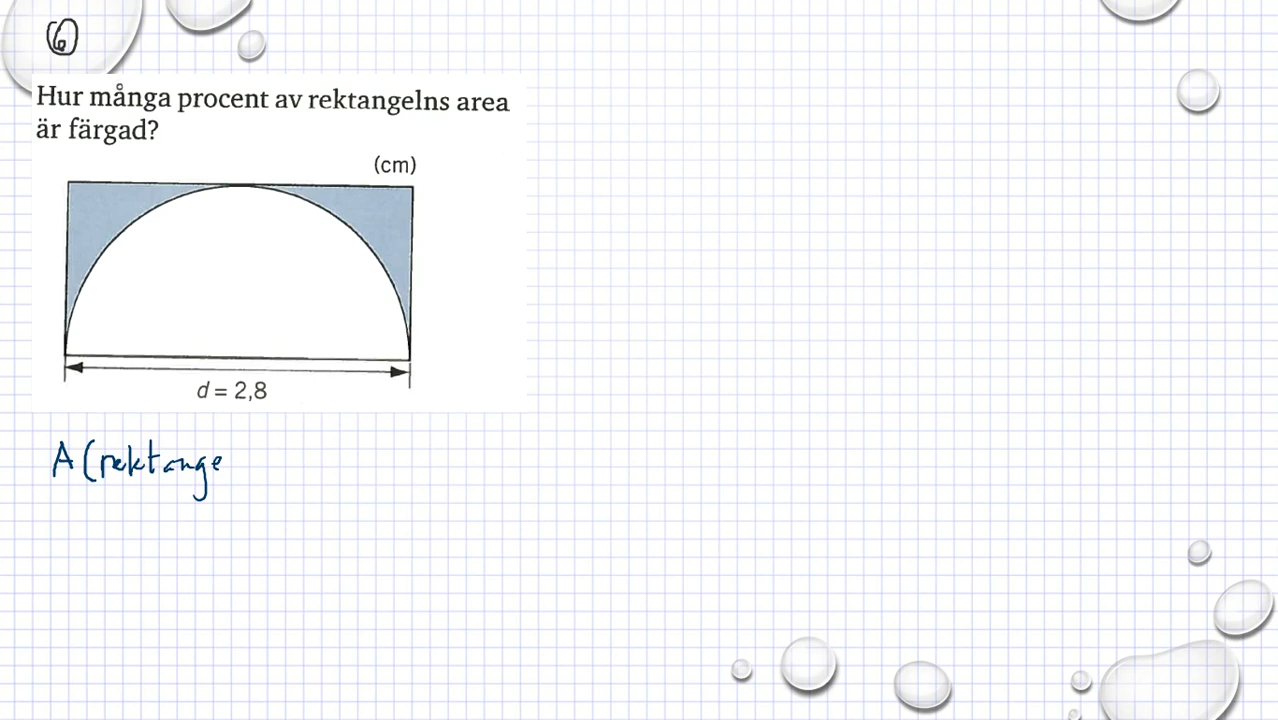 6
Hur många procent av rektangelns area
är färgad?
(cm)
d = 2,8
A(rektange